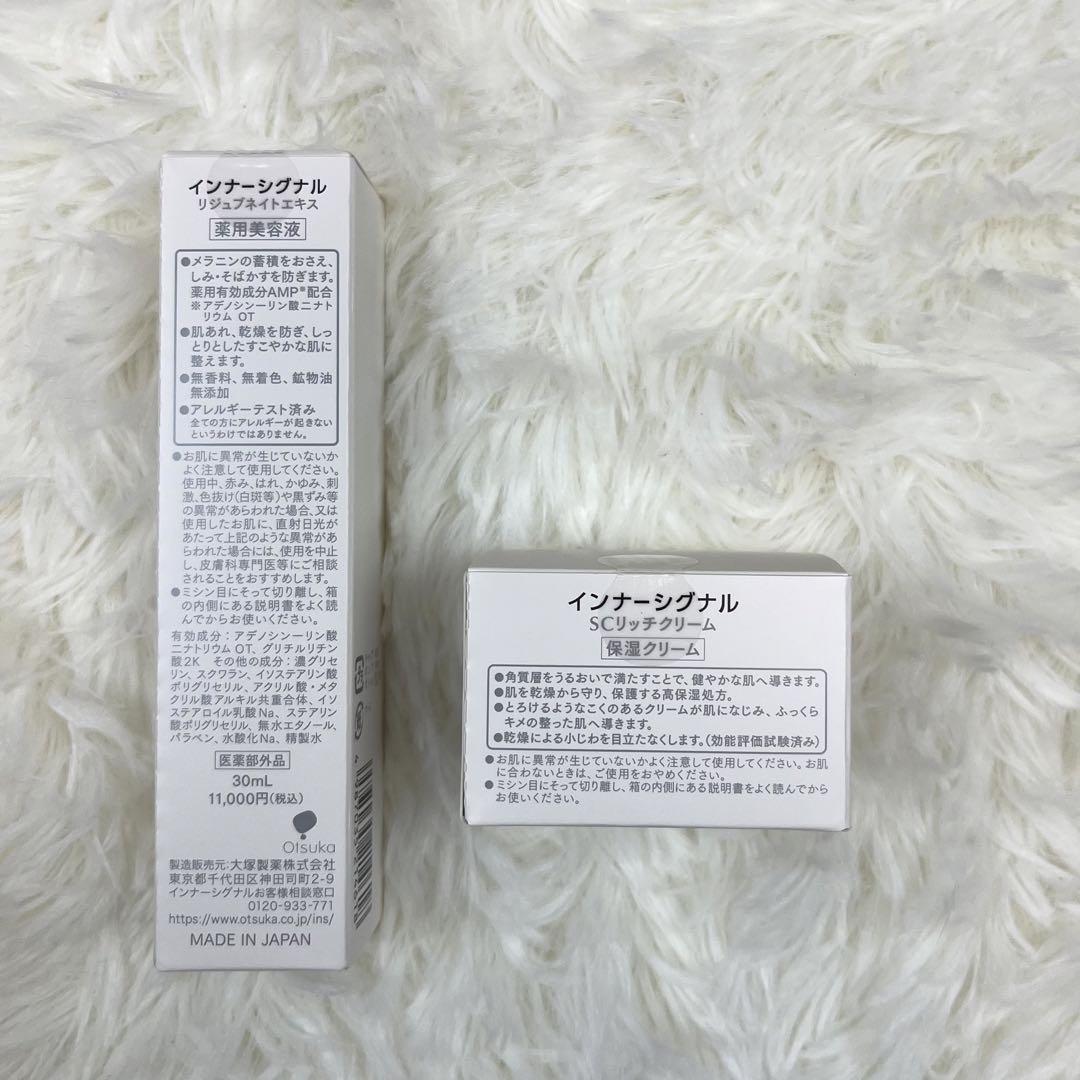 インナーシグナル
リジュブネイトエキス
薬用美容液
●メラニンの蓄積をおさえ、
しみ・そばかすを防ぎます。
薬用有効成分AMP※配合
※アデノシン一リン酸二ナト
リウム OT
●肌あれ、乾燥を防ぎ、しっ
とりとしたすこやかな肌に
整えます。
●無香料、無着色、鉱物油
無添加
●アレルギーテスト済み
全ての方にアレルギーが起きない
というわけではありません。
●お肌に異常が生じていないか
よく注意して使用してください。
使用中、赤み、はれ、かゆみ、刺
激、色抜け(白斑等)や黒ずみ等
の異常があらわれた場合、又は
使用したお肌に、直射日光が
あたって上記のような異常があ
らわれた場合には、使用を中止
し、皮膚科専門医等にご相談
されることをおすすめします。
●ミシン目にそって切り離し、箱
の内側にある説明書をよく読
んでからお使いください。
有効成分：アデノシン一リン酸
二ナトリウム OT、グリチルリチン
酸2K その他の成分：濃グリセ
リン、スクワラン、イソステアリン酸
ポリグリセリル、アクリル酸・メタ
クリル酸アルキル共重合体、イソ
ステアロイル乳酸Na、ステアリン
酸ポリグリセリル、無水エタノール、
パラベン、水酸化Na、精製水
医薬部外品
30mL
11,000円(税込)
Otsuka
製造販売元：大塚製薬株式会社
東京都千代田区神田司町2-9
インナーシグナルお客様相談窓口
0120-933-771
https://www.otsuka.co.jp/ins/
MADE IN JAPAN
インナーシグナル
SCリッチクリーム
保湿クリーム
●角質層をうるおいで満たすことで、健やかな肌へ導きます。
●肌を乾燥から守り、保護する高保湿処方。
●とろけるようなこくのあるクリームが肌になじみ、ふっくら
キメの整った肌へ導きます。
●乾燥による小じわを目立たなくします。(効能評価試験済み)
●お肌に異常が生じていないかよく注意して使用してください。お肌
に合わないときは、ご使用をおやめください。
●ミシン目にそって切り離し、箱の内側にある説明書をよく読んでから
お使いください。